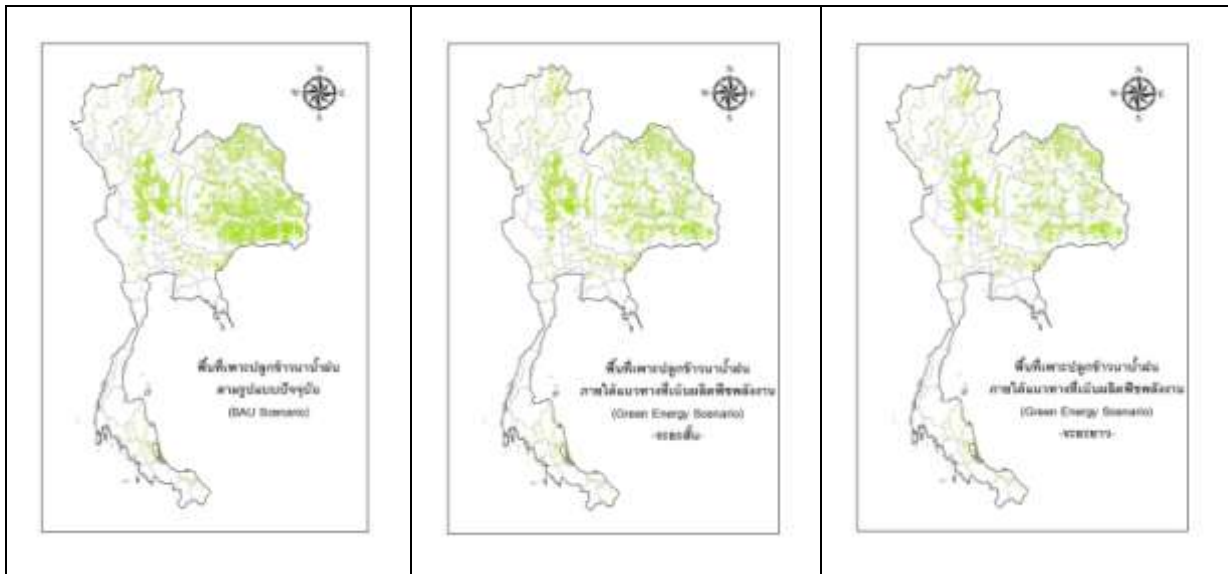 N
W E
S
พื้นที่เพาะปลูกข้าวนาน้ำฝน
ตามรูปแบบปัจจุบัน
(BAU Scenario)
N
W E
S
พื้นที่เพาะปลูกข้าวนาน้ำฝน
ภายใต้แนวทางที่เน้นผลิตพืชพลังงาน
(Green Energy Scenario)
-ระยะสั้น-
N
W E
S
พื้นที่เพาะปลูกข้าวนาน้ำฝน
ภายใต้แนวทางที่เน้นผลิตพืชพลังงาน
(Green Energy Scenario)
-ระยะยาว-